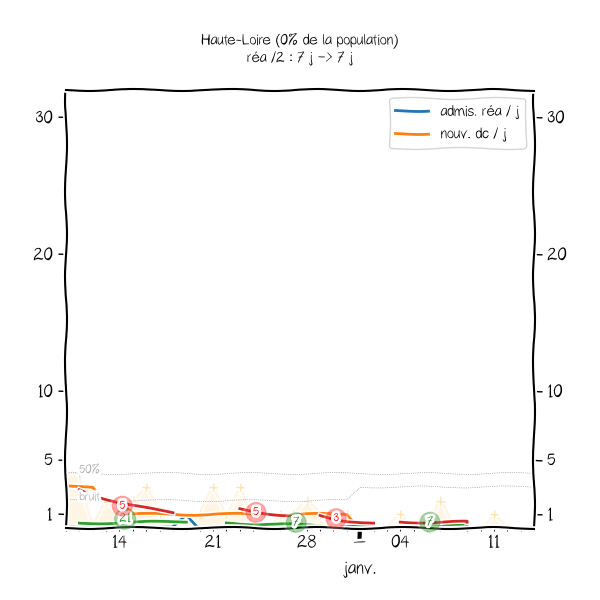 Haute-Loire (0% de la population)
réa /2 : 7 j -> 7 j
admis. réa / j
nouv. dc / j
30 30
20 20
10 10
5 5
1 1
50%
bruit
5 21 5 7 3 7
14 21 28 1 04 11
janv.